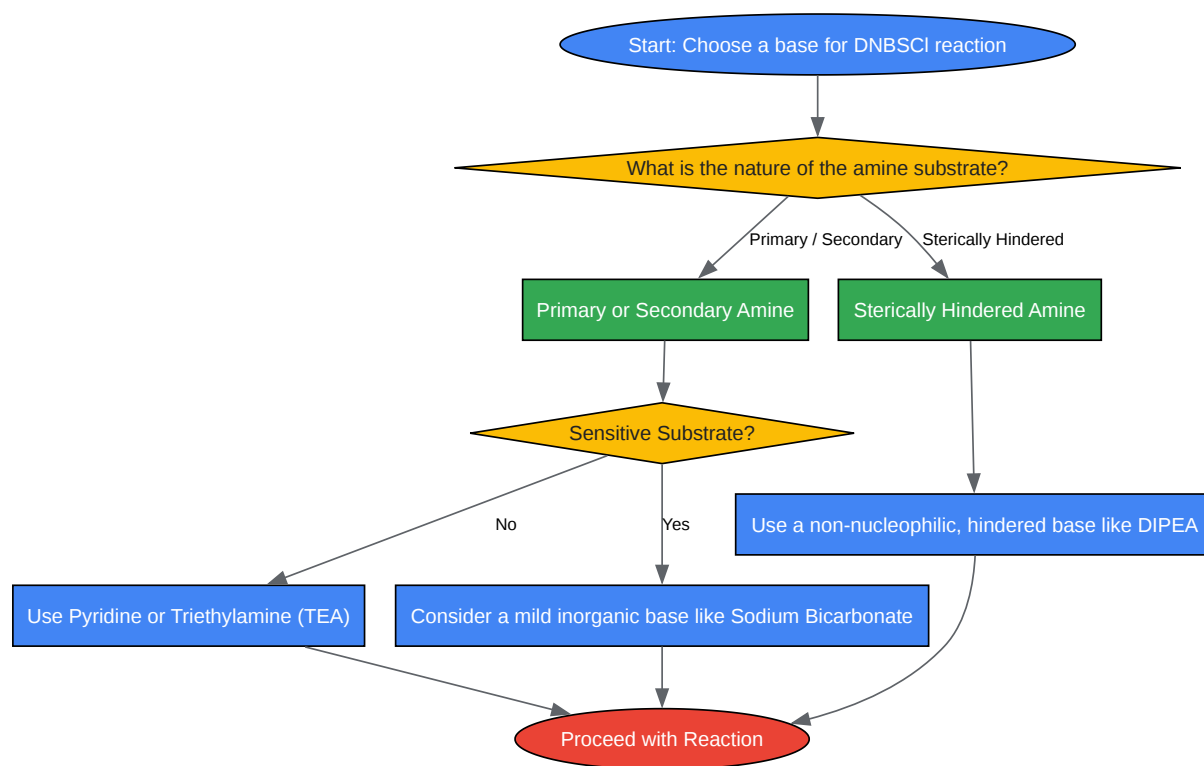 Start: Choose a base for DNBSCl reaction
What is the nature of the amine substrate?
Primary / Secondary
Sterically Hindered
Primary or Secondary Amine
Sterically Hindered Amine
Sensitive Substrate?
No
Yes
Use a non-nucleophilic, hindered base like DIPEA
Use Pyridine or Triethylamine (TEA)
Consider a mild inorganic base like Sodium Bicarbonate
Proceed with Reaction